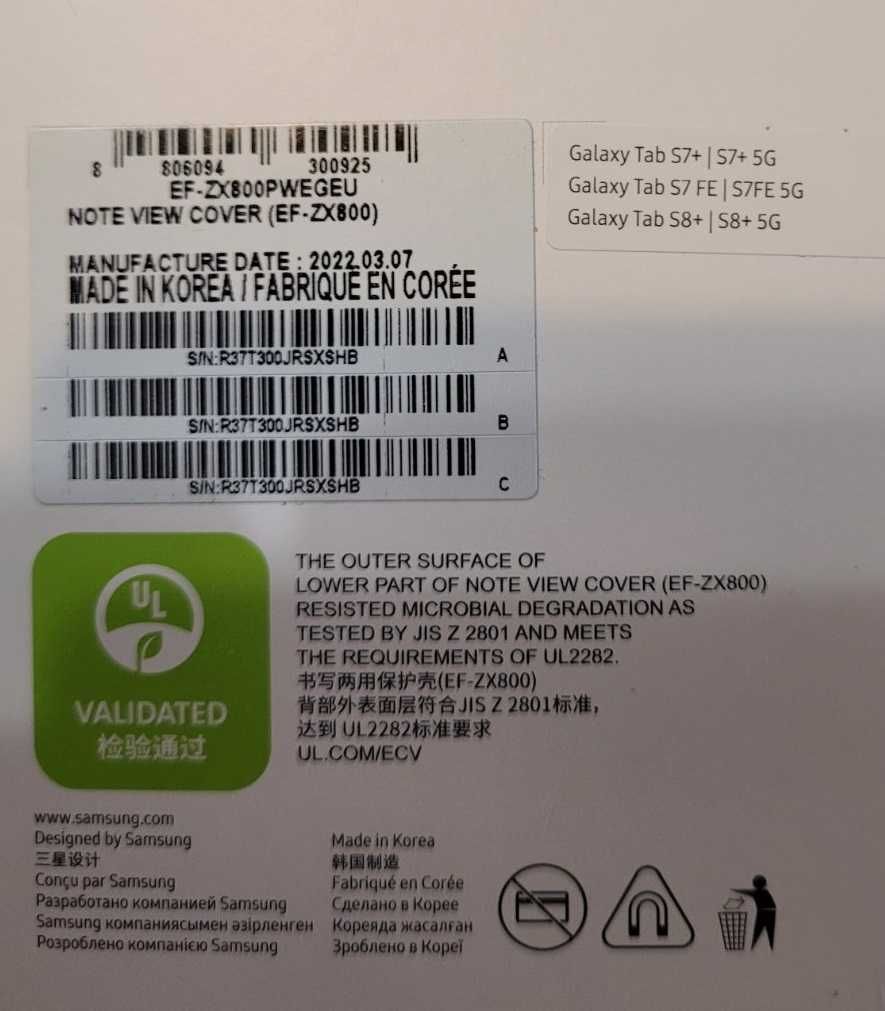 8 806094 300925
EF-ZX800PWEGEU
NOTE VIEW COVER (EF-ZX800)
MANUFACTURE DATE : 2022.03.07
MADE IN KOREA / FABRIQUÉ EN CORÉE
S/N:R37T300JRSXSHB A
S/N:R37T300JRSXSHB B
S/N:R37T300JRSXSHB C
Galaxy Tab S7+ | S7+ 5G
Galaxy Tab S7 FE | S7FE 5G
Galaxy Tab S8+ | S8+ 5G
UL
VALIDATED
检验通过
THE OUTER SURFACE OF
LOWER PART OF NOTE VIEW COVER (EF-ZX800)
RESISTED MICROBIAL DEGRADATION AS
TESTED BY JIS Z 2801 AND MEETS
THE REQUIREMENTS OF UL2282.
书写两用保护壳(EF-ZX800)
背部外表面层符合JIS Z 2801标准，
达到 UL2282标准要求
UL.COM/ECV
www.samsung.com
Designed by Samsung
三星设计
Conçu par Samsung
Разработано компанией Samsung
Samsung компаниясымен әзірленген
Розроблено компанією Samsung
Made in Korea
韩国制造
Fabriqué en Corée
Сделано в Корее
Кореяда жасалған
Зроблено в Кореї